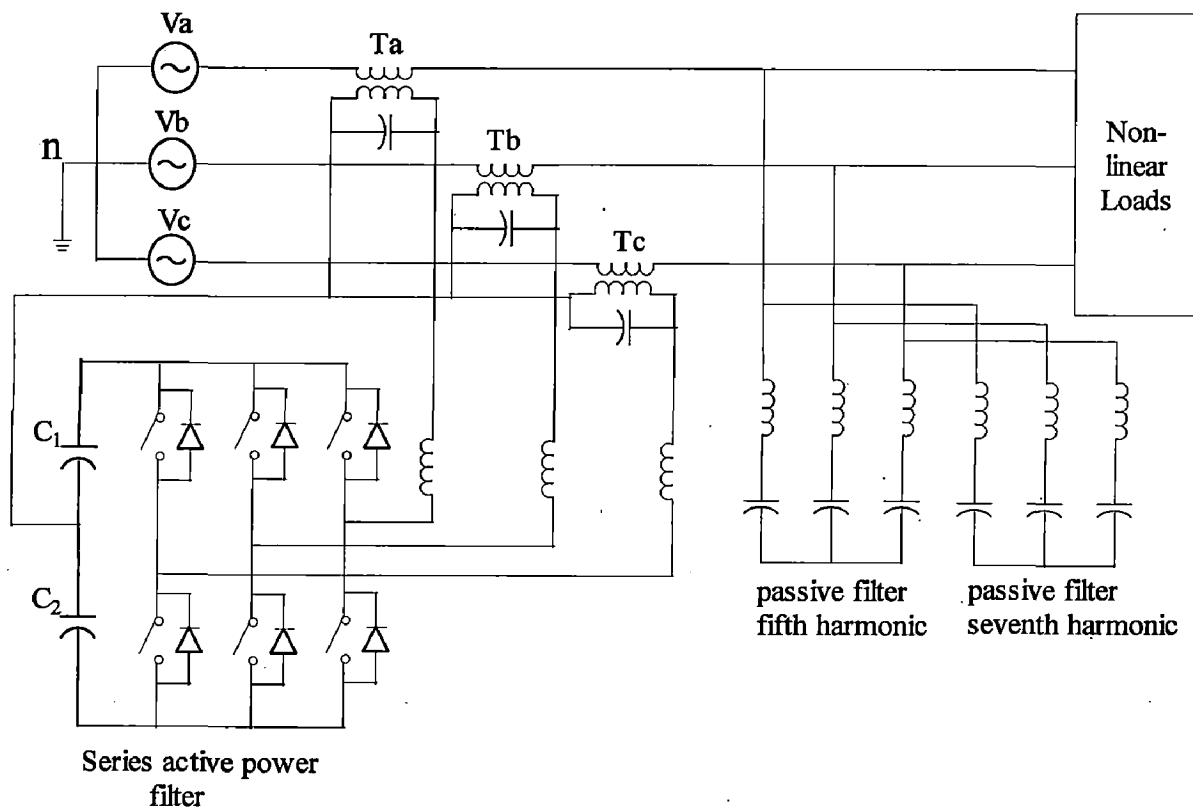 Va
Ta
Vb
n
Tb
Vc
Tc
Non-
linear
Loads
C₁
C₂
passive filter
fifth harmonic
passive filter
seventh harmonic
Series active power
filter